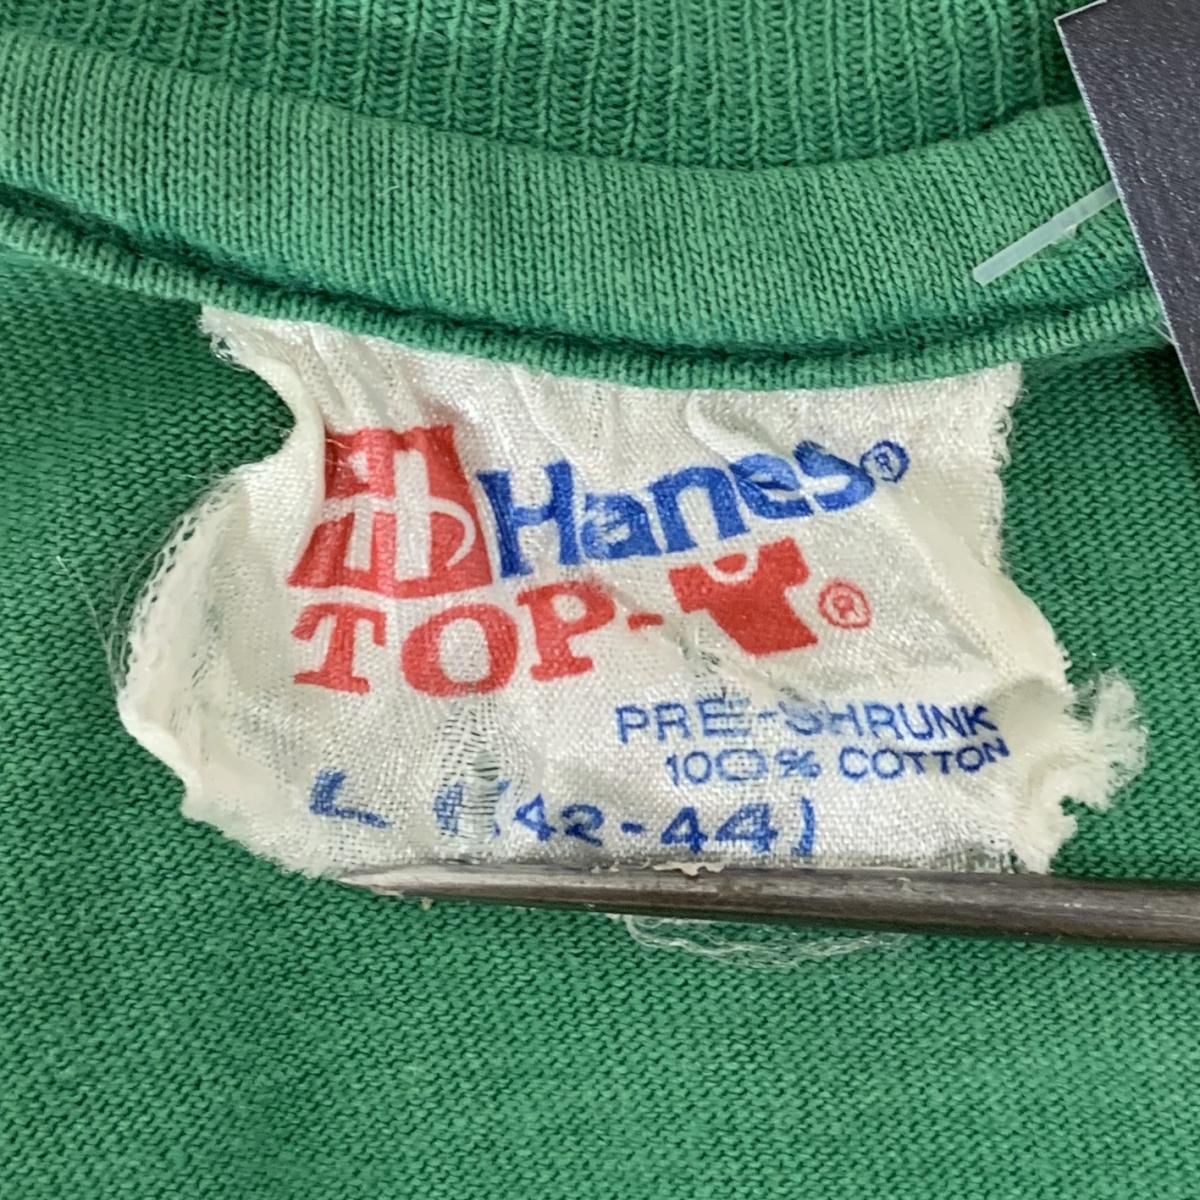 Hanes®
TOP-®
PRE-SHRUNK
100% COTTON
L (42-44)